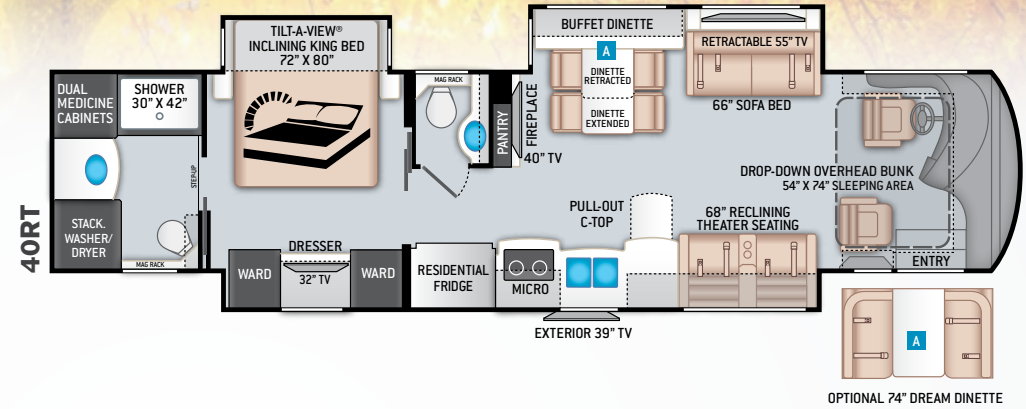 40RT
DUAL
MEDICINE
CABINETS
SHOWER
30" X 42"
STACK.
WASHER/
DRYER
MAG RACK
STEP-UP
TILT-A-VIEW®
INCLINING KING BED
72" X 80"
DRESSER
WARD
32" TV
WARD
MAG RACK
PANTRY
FIREPLACE
40" TV
RESIDENTIAL
FRIDGE
MICRO
EXTERIOR 39" TV
BUFFET DINETTE
A
DINETTE
RETRACTED
DINETTE
EXTENDED
RETRACTABLE 55" TV
66" SOFA BED
PULL-OUT
C-TOP
68" RECLINING
THEATER SEATING
DROP-DOWN OVERHEAD BUNK
54" X 74" SLEEPING AREA
ENTRY
A
OPTIONAL 74" DREAM DINETTE